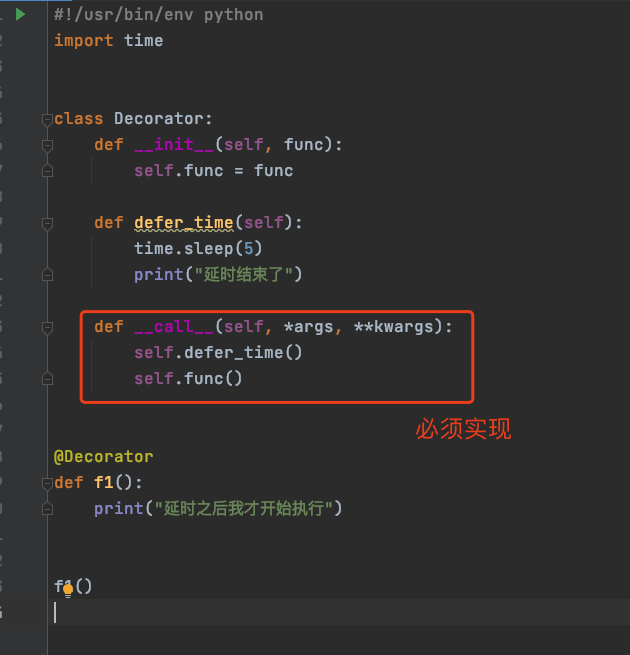 #!/usr/bin/env python
import time
class Decorator:
def __init__(self, func):
self.func = func
def defer_time(self):
time.sleep(5)
print("延时结束了")
def __call__(self, *args, **kwargs):
self.defer_time()
self.func()
必须实现
@Decorator
def f1():
print("延时之后我才开始执行")
f1()